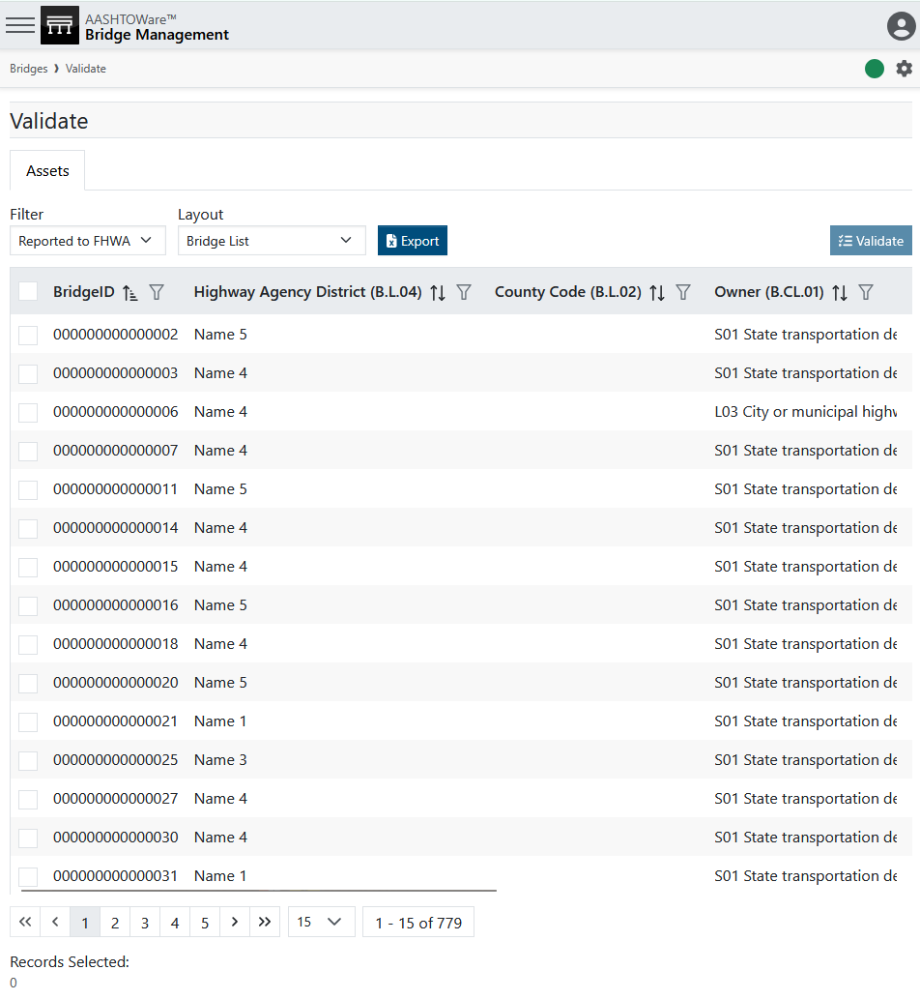 AASHTOWare™
Bridge Management
Bridges ❯ Validate
Validate
Assets
Filter Layout
Reported to FHWA Bridge List Export Validate
BridgeID Highway Agency District (B.L.04) County Code (B.L.02) Owner (B.CL.01)
000000000000002 Name 5 S01 State transportation de
000000000000003 Name 4 S01 State transportation de
000000000000006 Name 4 L03 City or municipal highw
000000000000007 Name 4 S01 State transportation de
000000000000011 Name 5 S01 State transportation de
000000000000014 Name 4 S01 State transportation de
000000000000015 Name 4 S01 State transportation de
000000000000016 Name 5 S01 State transportation de
000000000000018 Name 4 S01 State transportation de
000000000000020 Name 5 S01 State transportation de
000000000000021 Name 1 S01 State transportation de
000000000000025 Name 3 S01 State transportation de
000000000000027 Name 4 S01 State transportation de
000000000000030 Name 4 S01 State transportation de
000000000000031 Name 1 S01 State transportation de
« ‹ 1 2 3 4 5 › » 15 1 - 15 of 779
Records Selected:
0